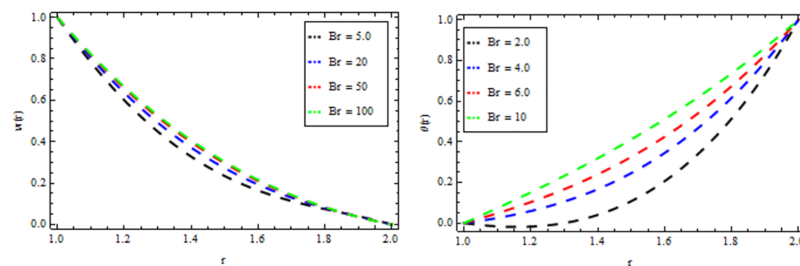 1.0
0.8
0.6
0.4
0.2
0.0
w(r)
Br = 5.0
Br = 20
Br = 50
Br = 100
1.0 1.2 1.4 1.6 1.8 2.0
r
1.0
0.8
0.6
0.4
0.2
0.0
θ(r)
Br = 2.0
Br = 4.0
Br = 6.0
Br = 10
1.0 1.2 1.4 1.6 1.8 2.0
r